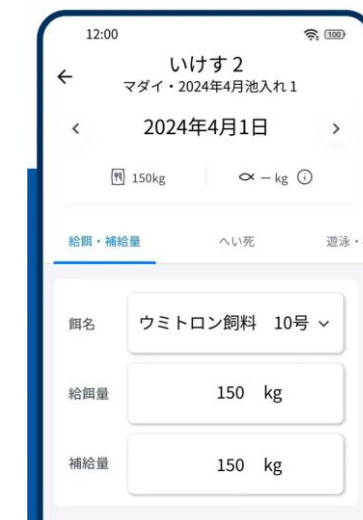 12:00
100
いけす 2
マダイ・2024年4月池入れ 1
2024年4月1日
150kg
– kg
給餌・補給量 へい死 遊泳・
餌名 ウミトロン飼料 10号
給餌量 150 kg
補給量 150 kg